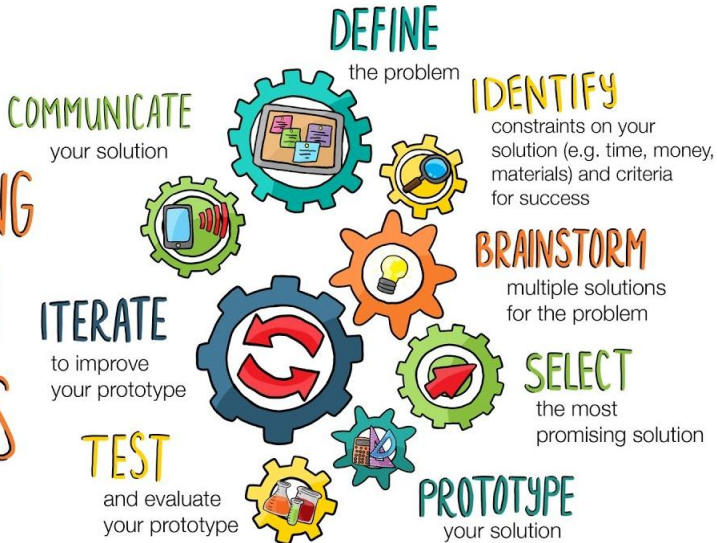 DEFINE
the problem
IDENTIFY
constraints on your
solution (e.g. time, money,
materials) and criteria
for success
BRAINSTORM
multiple solutions
for the problem
SELECT
the most
promising solution
PROTOTYPE
your solution
TEST
and evaluate
your prototype
ITERATE
to improve
your prototype
COMMUNICATE
your solution
NG
S